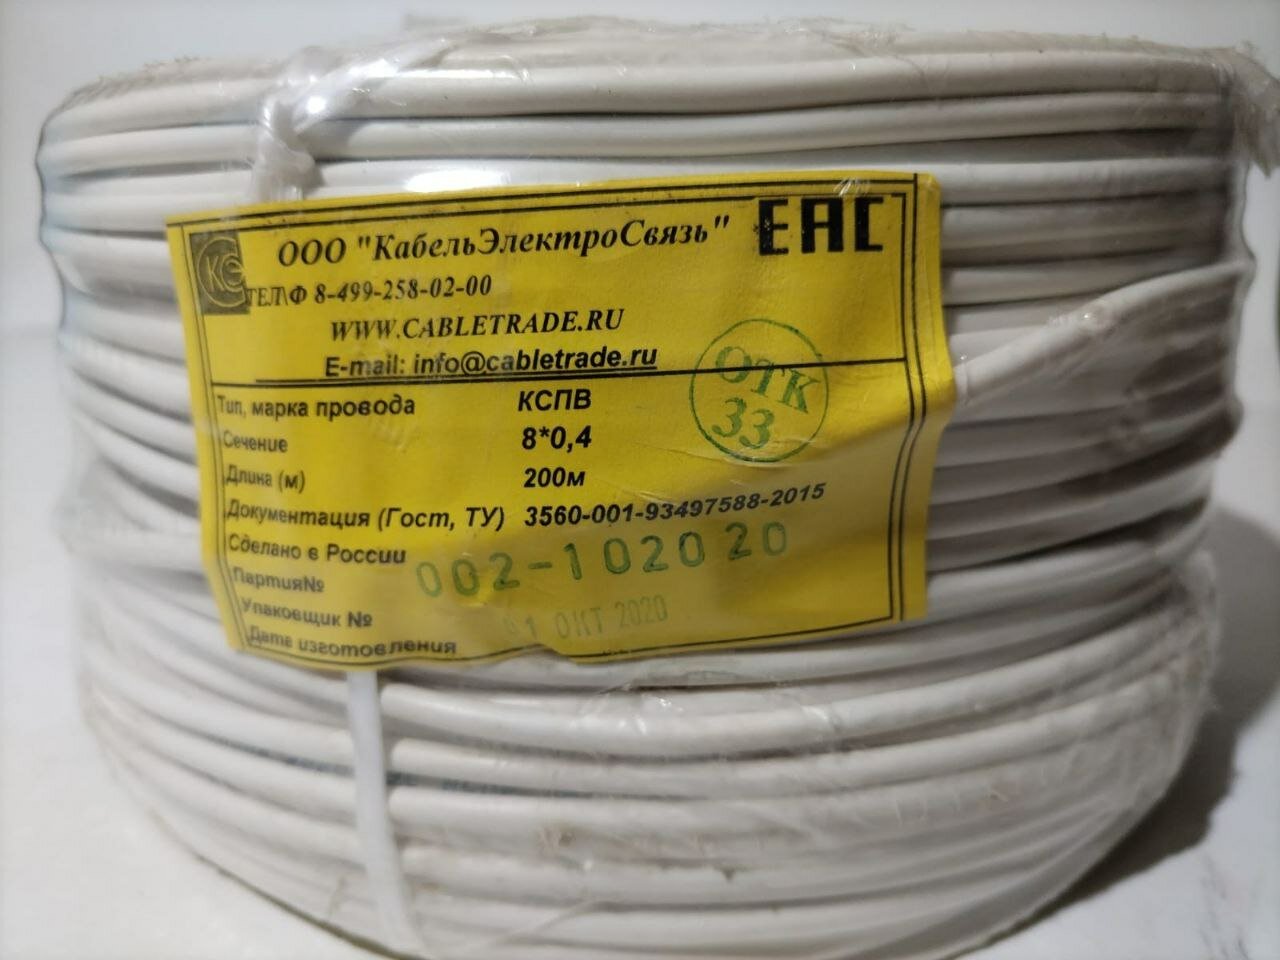 ООО "КабельЭлектроСвязь"
ЕАС
КС
ТЕЛ\Ф 8-499-258-02-00
WWW.CABLETRADE.RU
E-mail: info@cabletrade.ru
ОТК
33
Тип, марка провода КСПВ
Сечение 8*0,4
Длина (м) 200м
Документация (Гост, ТУ) 3560-001-93497588-2015
Сделано в России
Партия№ 002-102020
Упаковщик №
Дата изготовления 01 ОКТ 2020